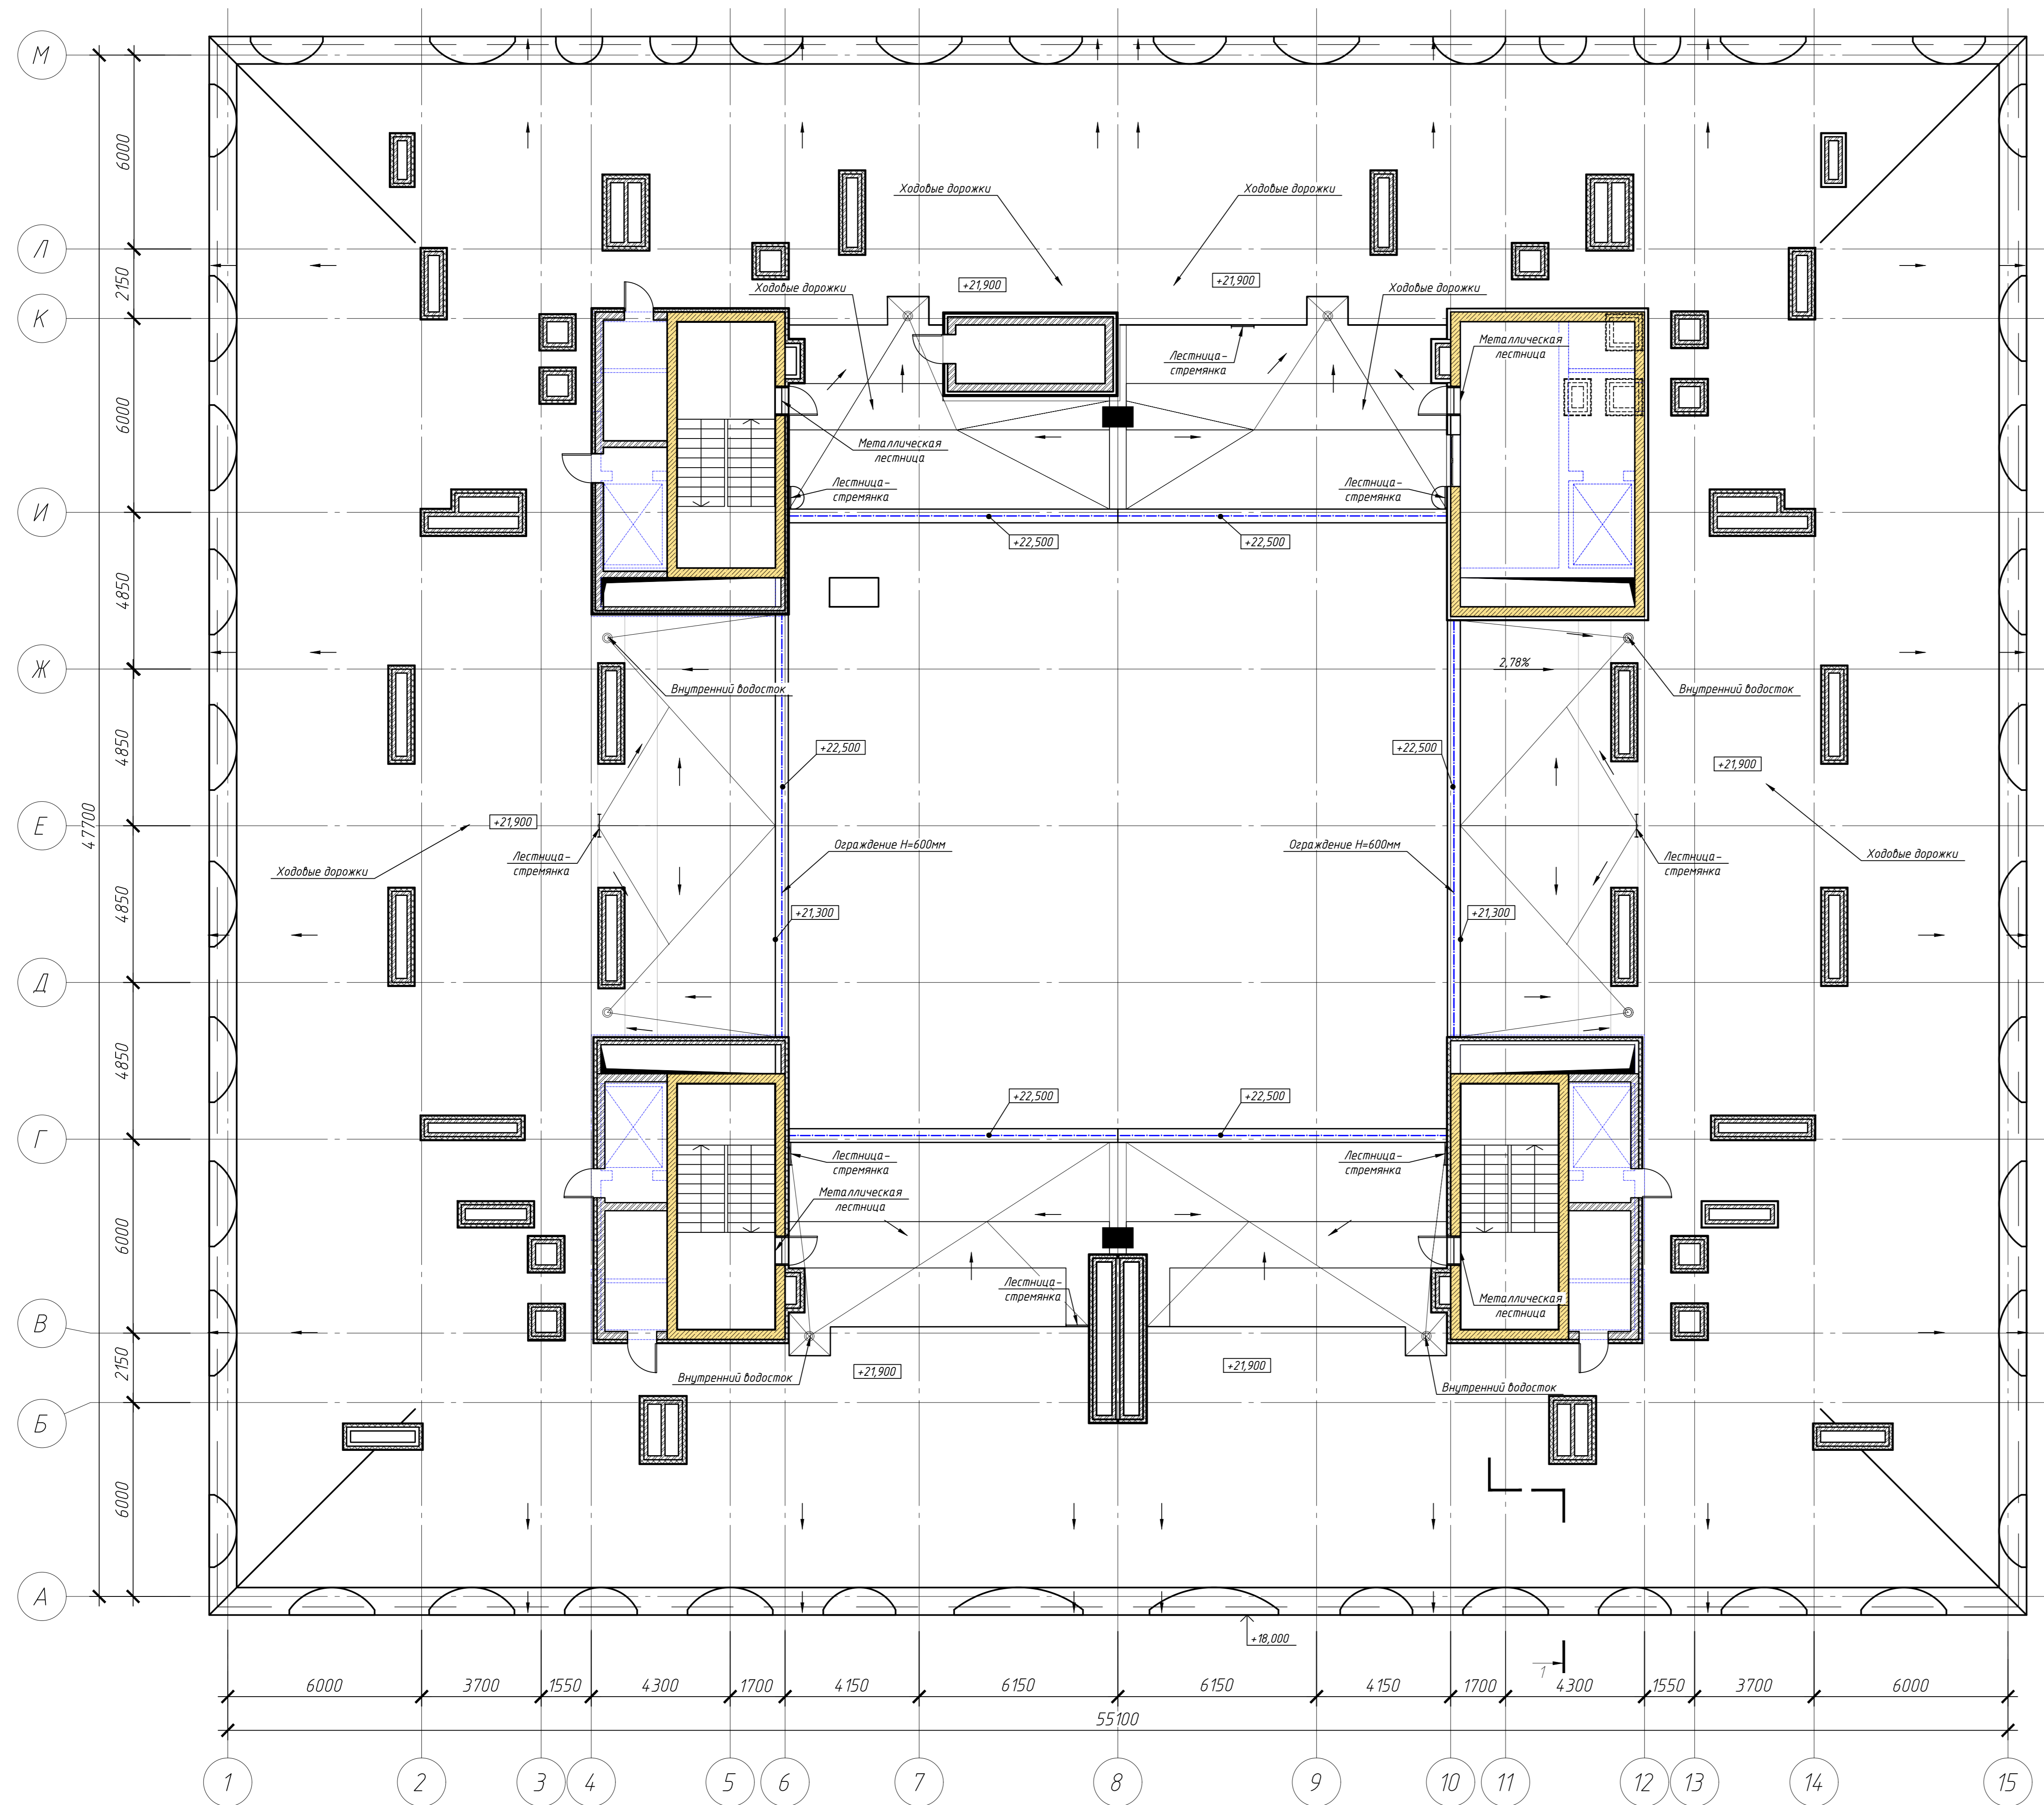 М
6000
Ходовые дорожки
Ходовые дорожки
Л
2150
Ходовые дорожки
+21,900
+21,900
Ходовые дорожки
К
Лестница-
стремянка
Металлическая
лестница
6000
Металлическая
лестница
Лестница-
стремянка
Лестница-
стремянка
И
+22,500
+22,500
4850
Ж
2,78%
Внутренний водосток
Внутренний водосток
4850
+22,500
+22,500
+21,900
47700
Е
+21,900
Лестница-
стремянка
Ограждение Н=600мм
Ограждение Н=600мм
Лестница-
стремянка
Ходовые дорожки
Ходовые дорожки
4850
+21,300
+21,300
Д
4850
+22,500
+22,500
Г
Лестница-
стремянка
Лестница-
стремянка
Металлическая
лестница
6000
Лестница-
стремянка
Металлическая
лестница
В
2150
Внутренний водосток
+21,900
+21,900
Внутренний водосток
Б
6000
А
+18,000
1
6000 3700 1550 4300 1700 4150 6150 6150 4150 1700 4300 1550 3700 6000
55100
1 2 3 4 5 6 7 8 9 10 11 12 13 14 15